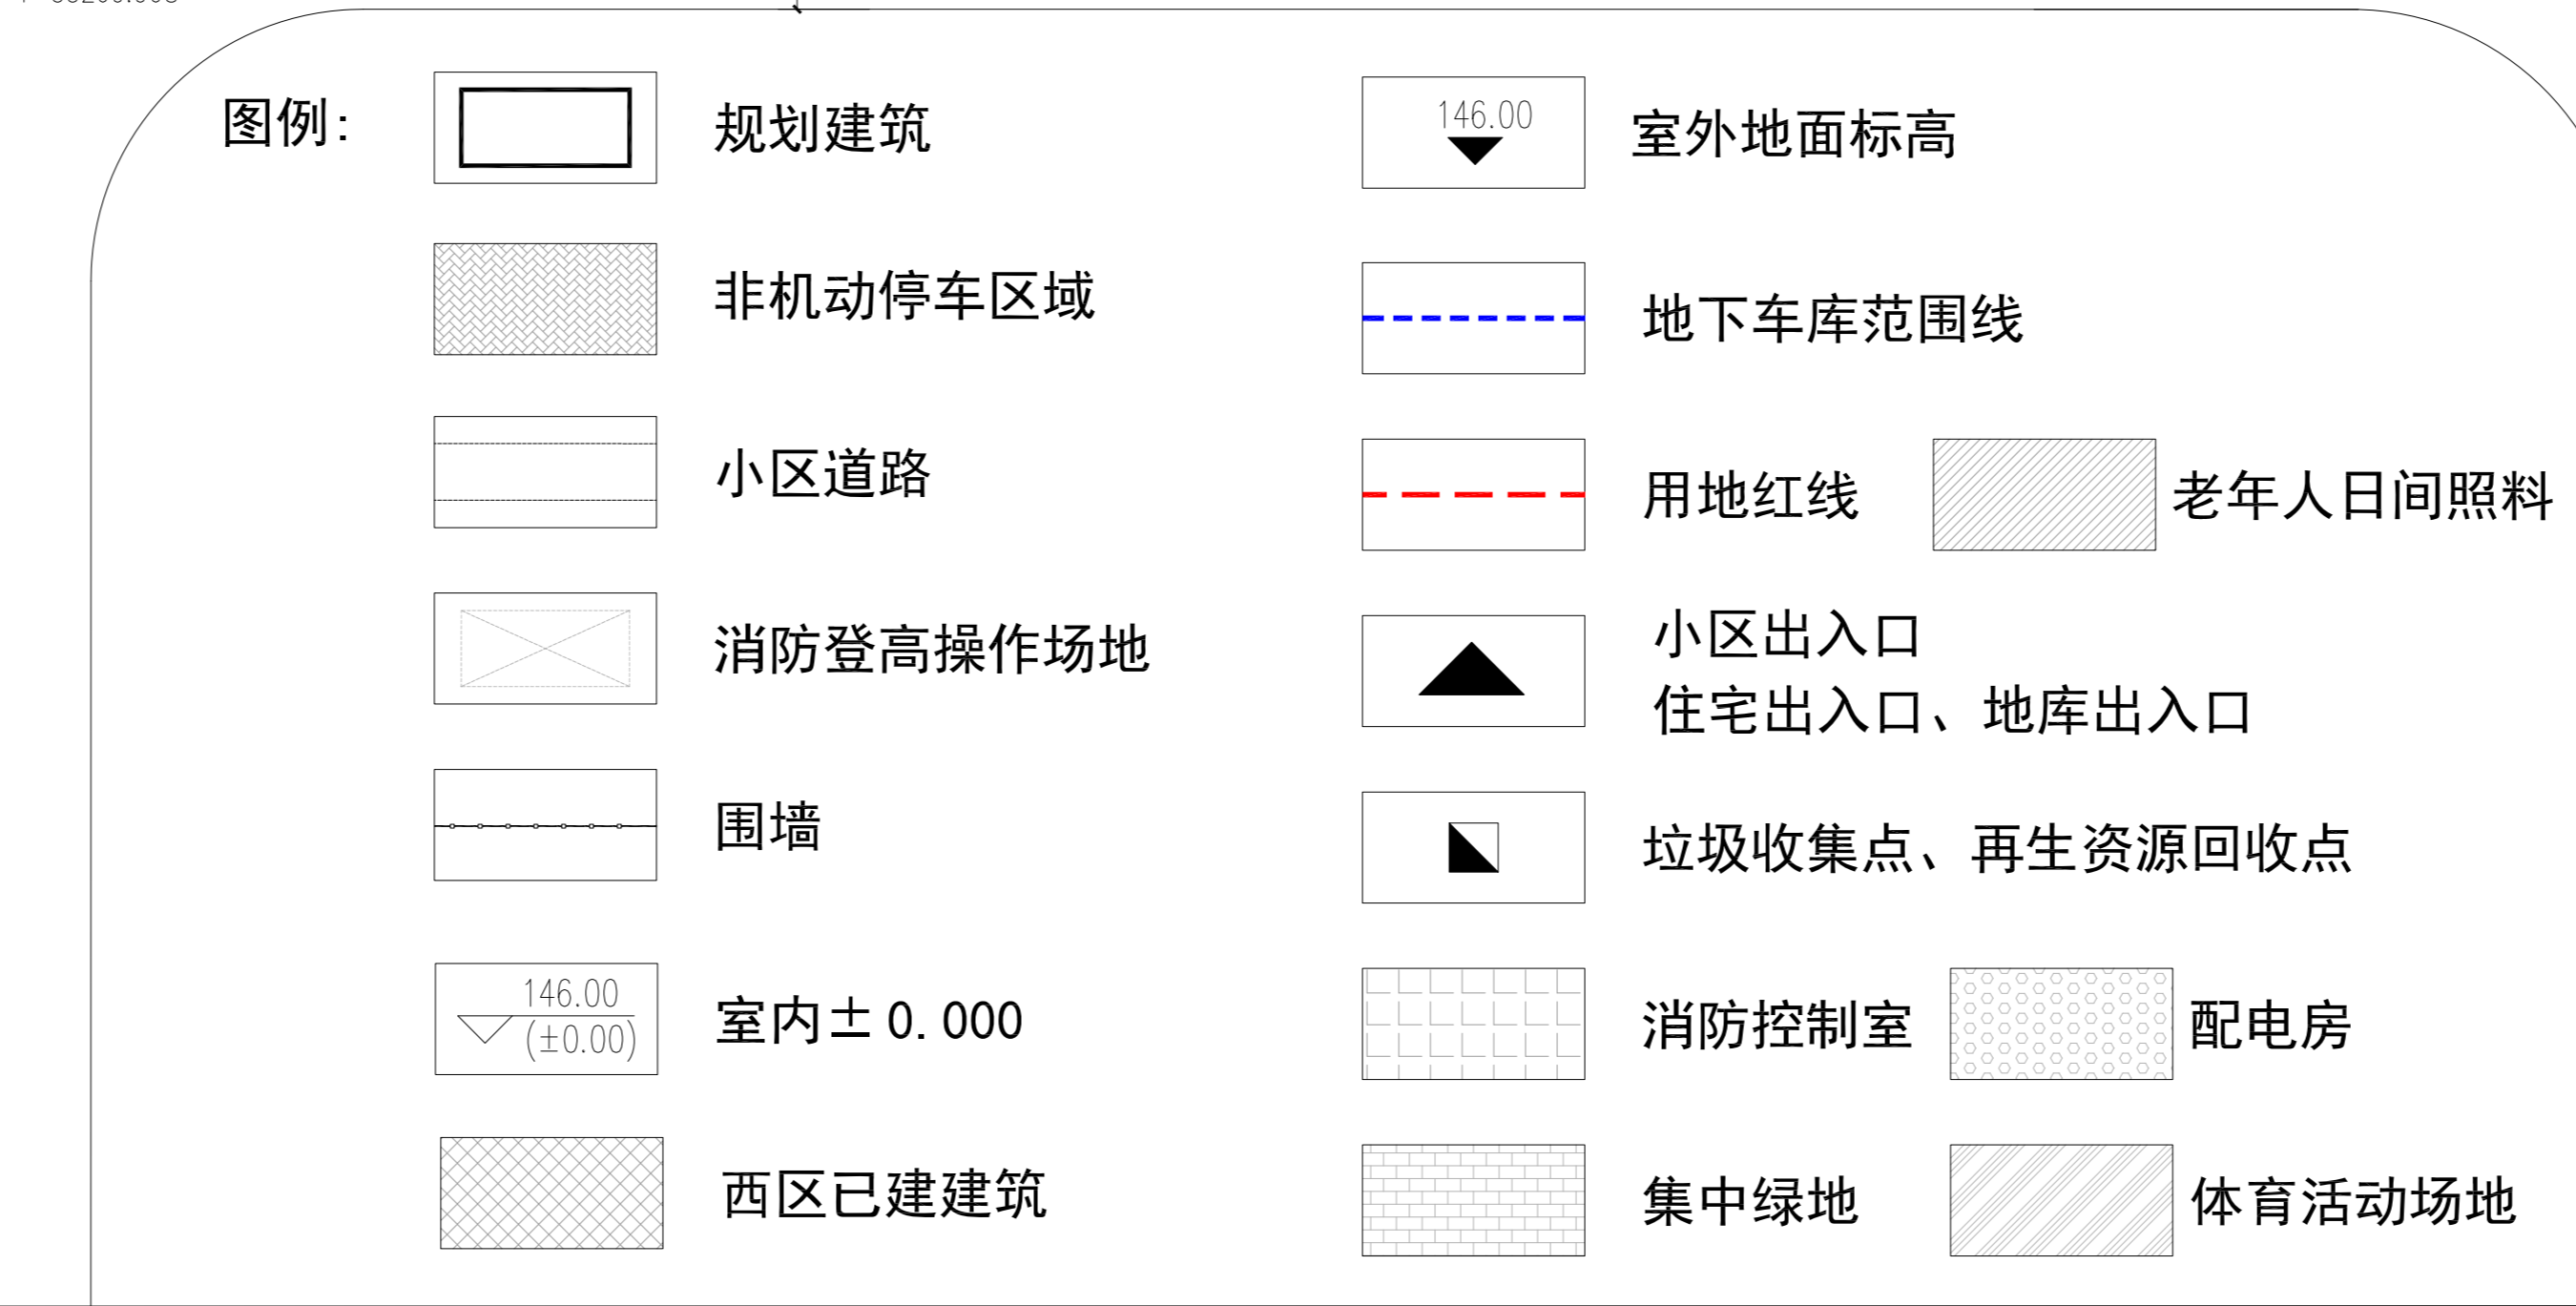 图例:
规划建筑
146.00
室外地面标高
非机动停车区域
地下车库范围线
小区道路
用地红线
老年人日间照料
消防登高操作场地
小区出入口
住宅出入口、地库出入口
围墙
垃圾收集点、再生资源回收点
146.00
(±0.00)
室内±0.000
消防控制室
配电房
西区已建建筑
集中绿地
体育活动场地